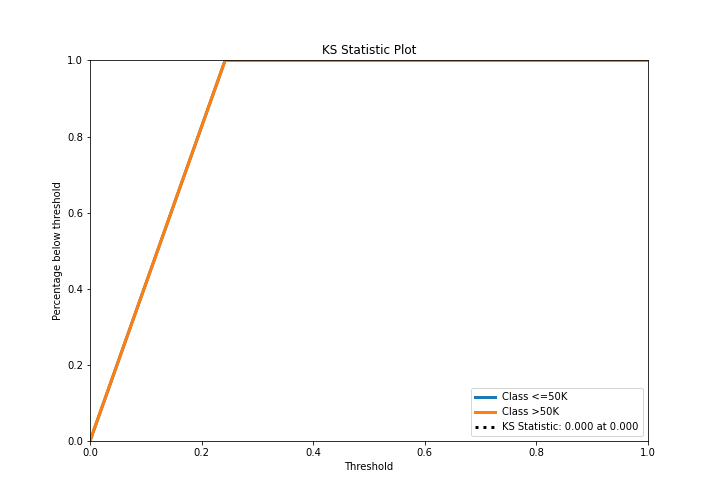 KS Statistic Plot
1.0
0.8
0.6
0.4
0.2
0.0
Percentage below threshold
0.0 0.2 0.4 0.6 0.8 1.0
Threshold
Class <=50K
Class >50K
KS Statistic: 0.000 at 0.000